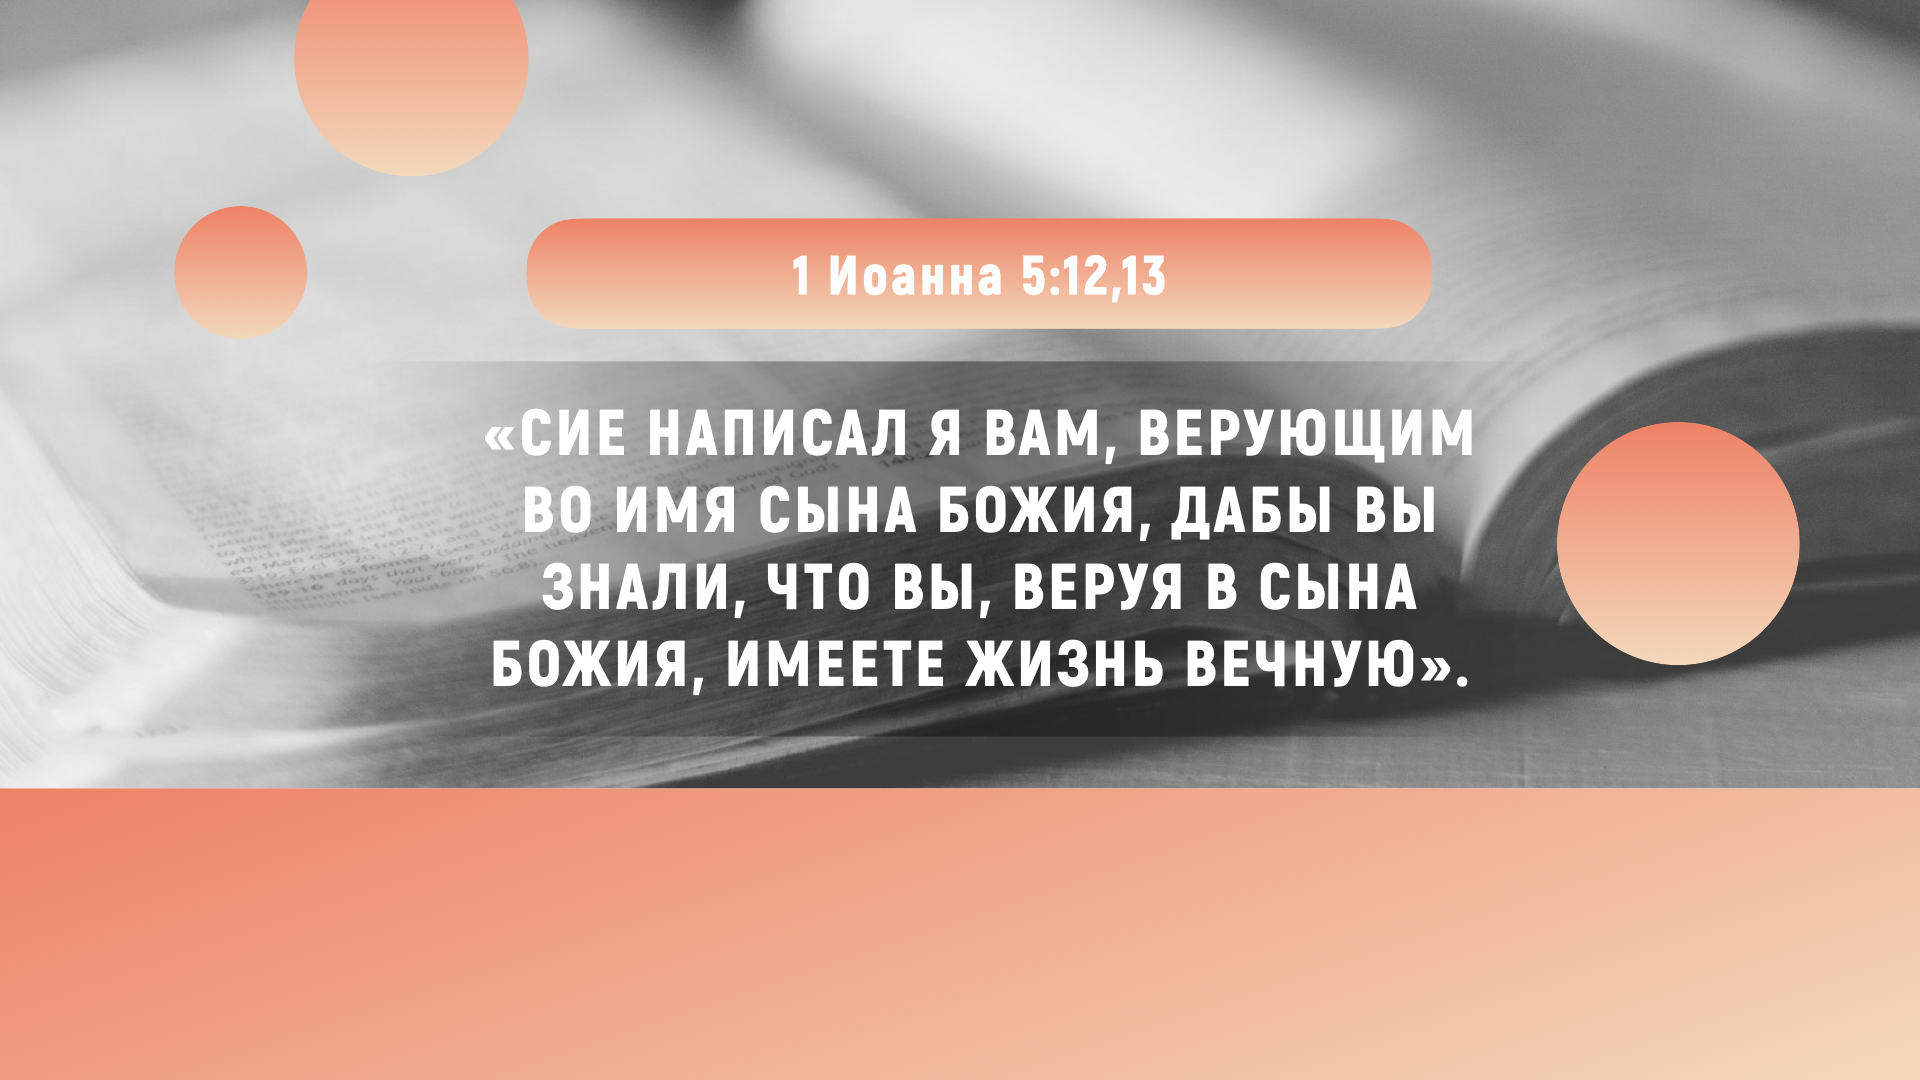 1 Иоанна 5:12,13
«СИЕ НАПИСАЛ Я ВАМ, ВЕРУЮЩИМ
ВО ИМЯ СЫНА БОЖИЯ, ДАБЫ ВЫ
ЗНАЛИ, ЧТО ВЫ, ВЕРУЯ В СЫНА
БОЖИЯ, ИМЕЕТЕ ЖИЗНЬ ВЕЧНУЮ».